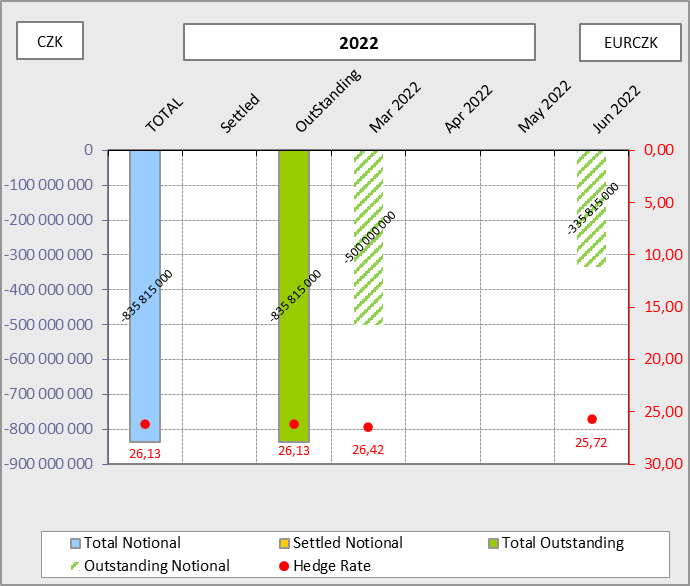 CZK
2022
EURCZK
TOTAL
Settled
OutStanding
Mar 2022
Apr 2022
May 2022
Jun 2022
0
-100 000 000
-200 000 000
-300 000 000
-400 000 000
-500 000 000
-600 000 000
-700 000 000
-800 000 000
-900 000 000
-835 815 000
-835 815 000
-500 000 000
-335 815 000
26,13
26,13
26,42
25,72
0,00
5,00
10,00
15,00
20,00
25,00
30,00
Total Notional
Settled Notional
Total Outstanding
Outstanding Notional
Hedge Rate